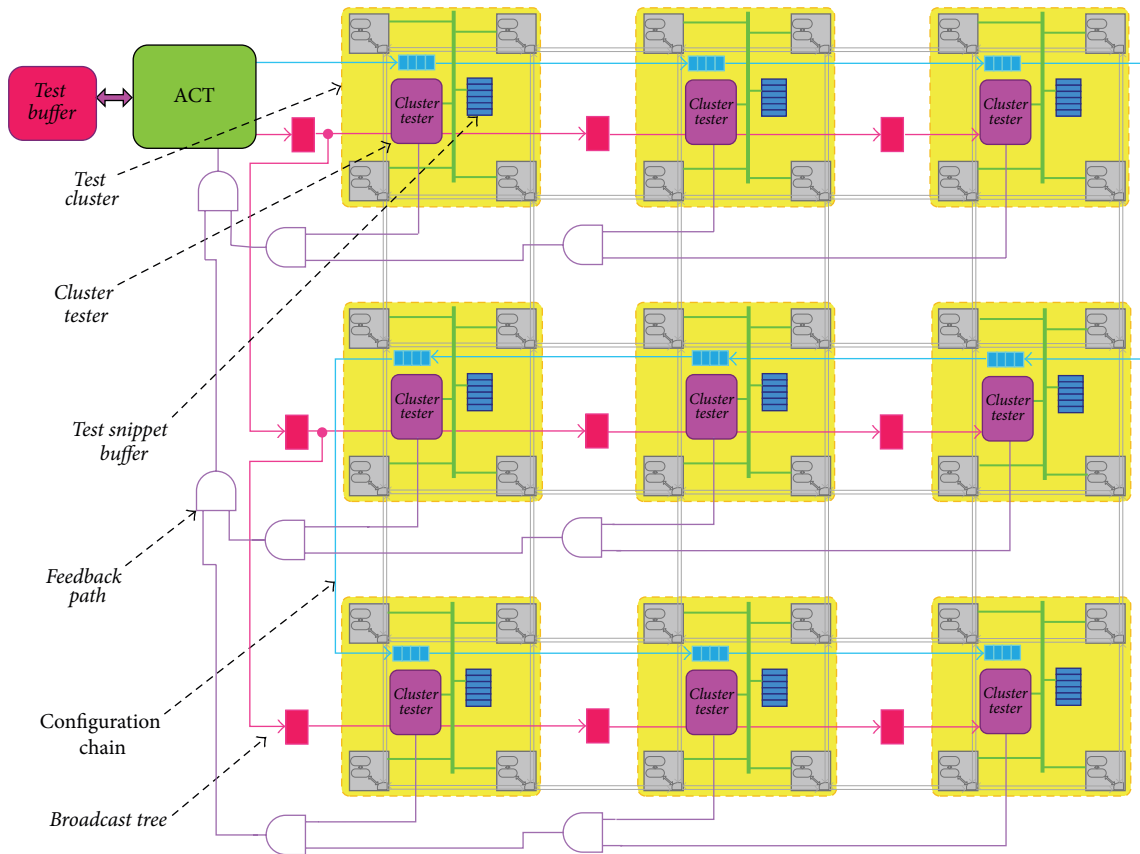 Test
buffer
ACT
Cluster
tester
Cluster
tester
Cluster
tester
Test
cluster
Cluster
tester
Cluster
tester
Cluster
tester
Cluster
tester
Test snippet
buffer
Feedback
path
Cluster
tester
Cluster
tester
Cluster
tester
Configuration
chain
Broadcast tree